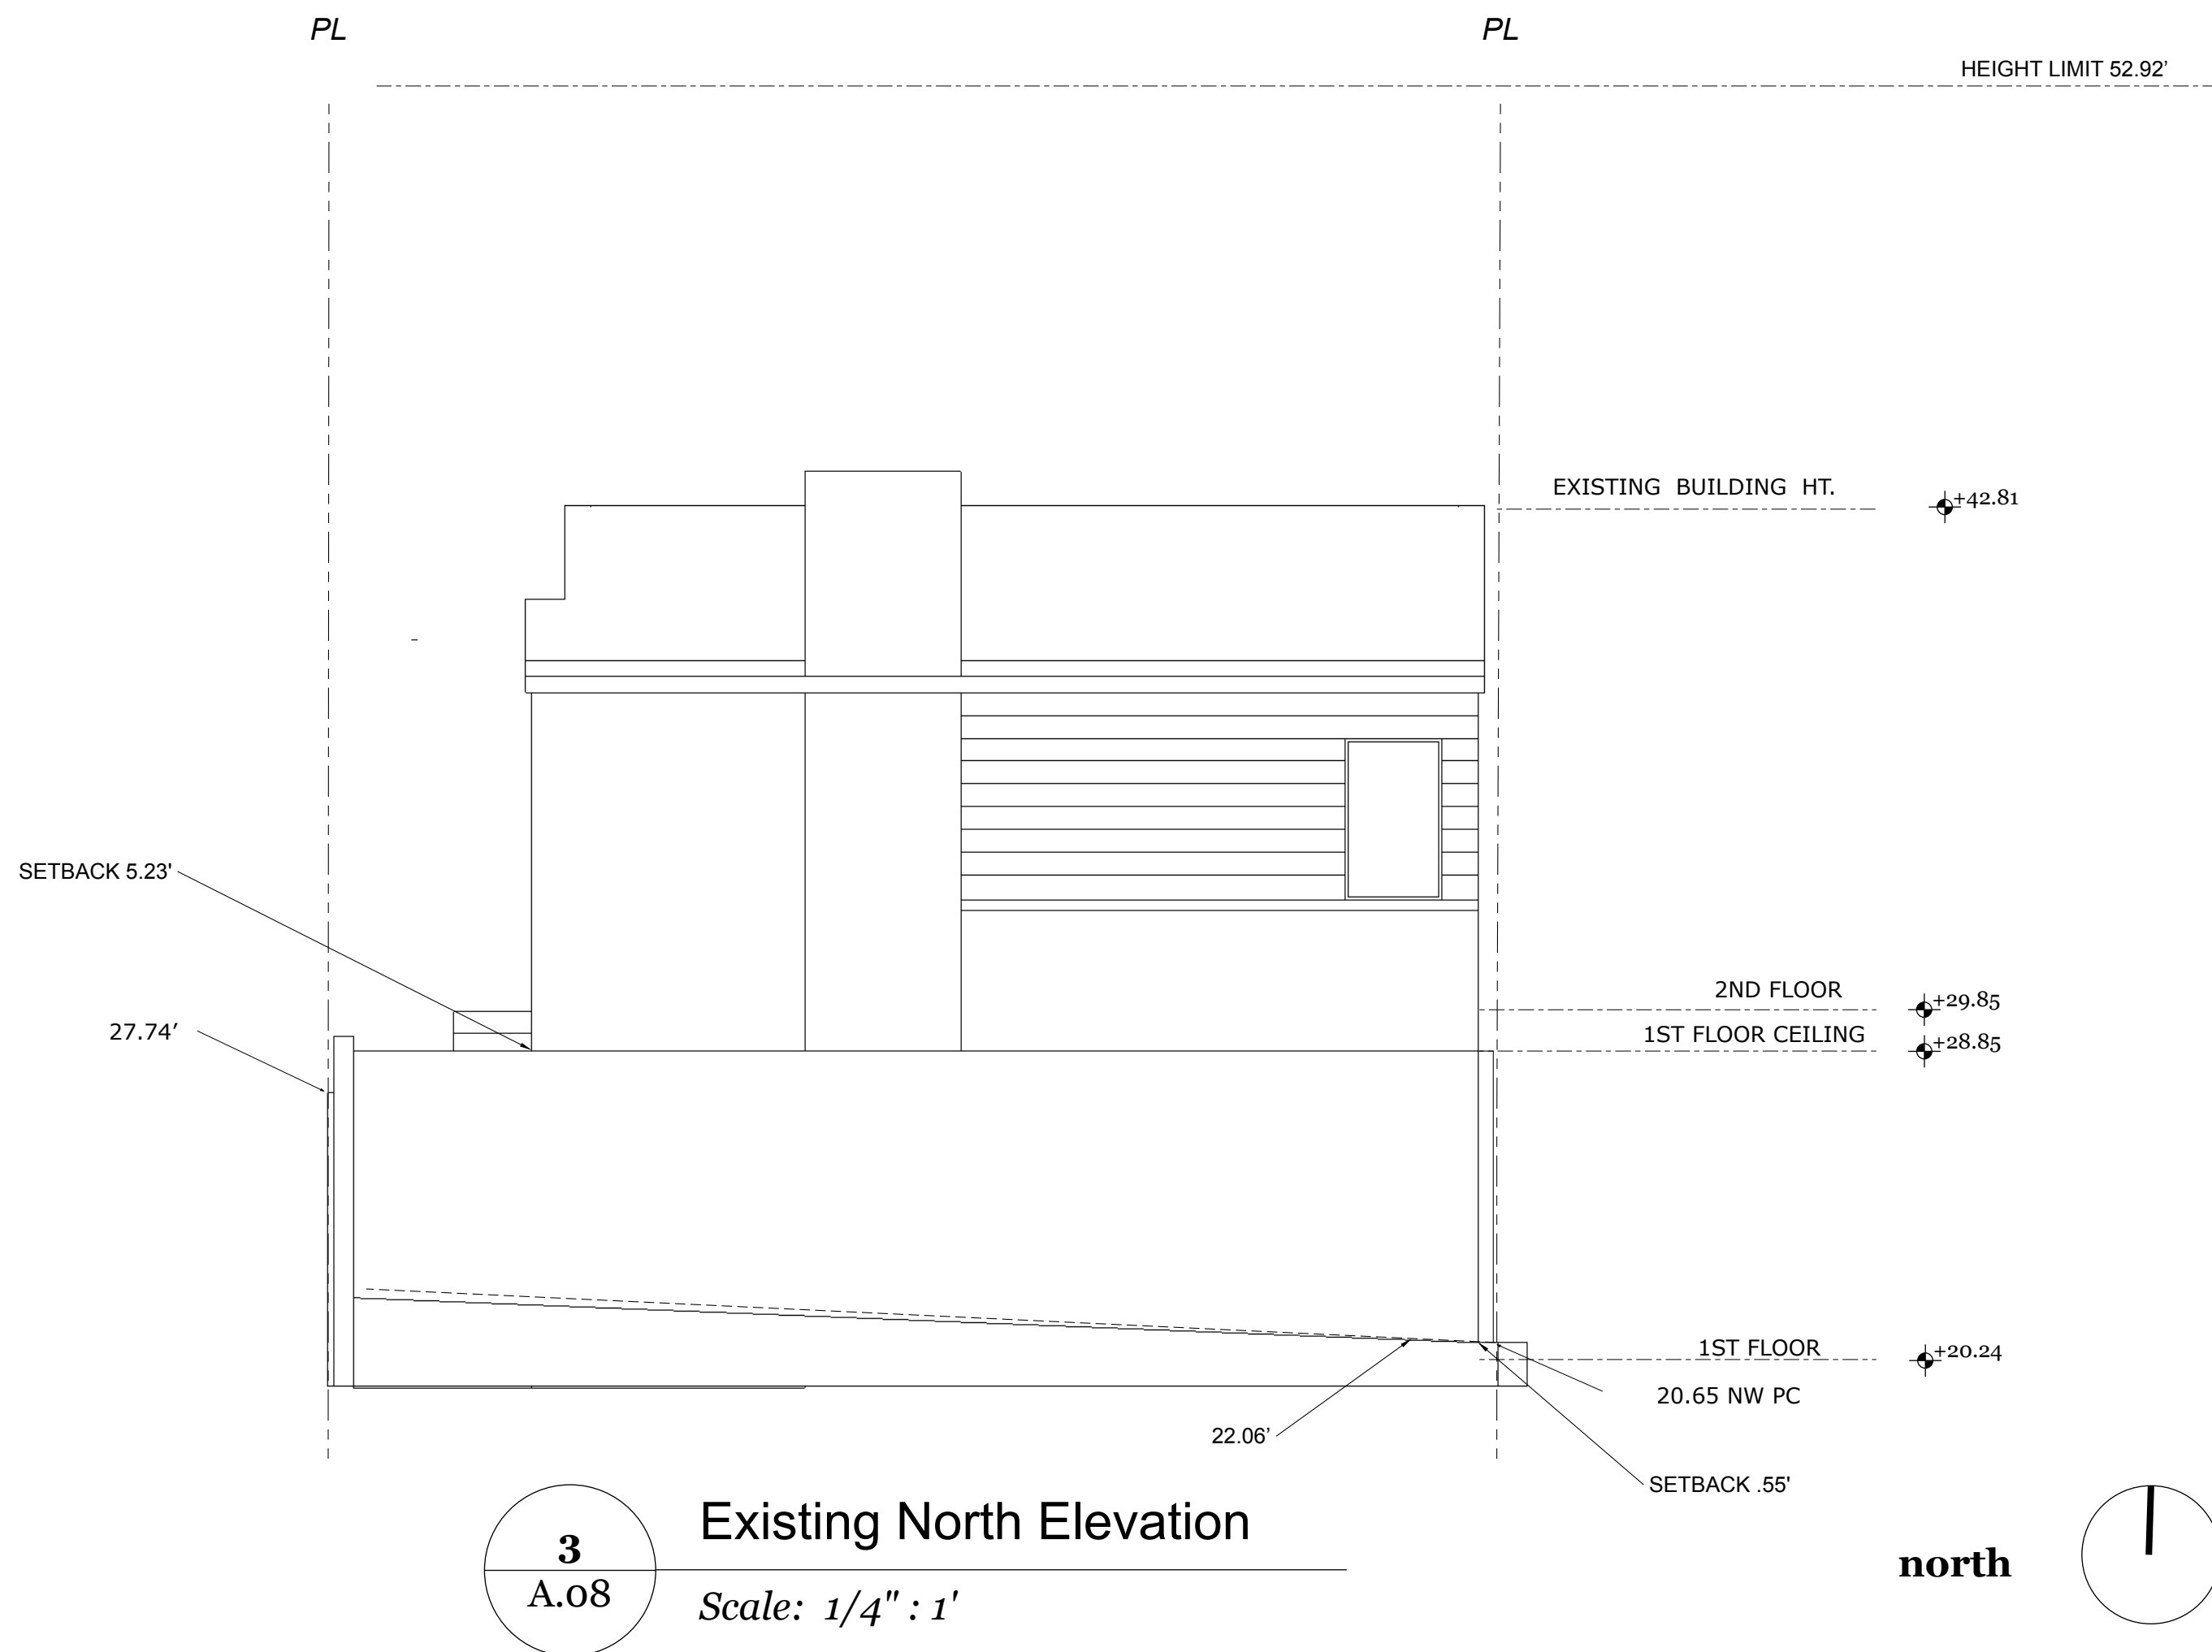 PL
PL
HEIGHT LIMIT 52.92’
EXISTING BUILDING HT.
+42.81
SETBACK 5.23'
2ND FLOOR
+29.85
27.74’
1ST FLOOR CEILING
+28.85
1ST FLOOR
+20.24
20.65 NW PC
22.06’
SETBACK .55'
Existing North Elevation
3
A.08
north
Scale: 1/4" : 1'